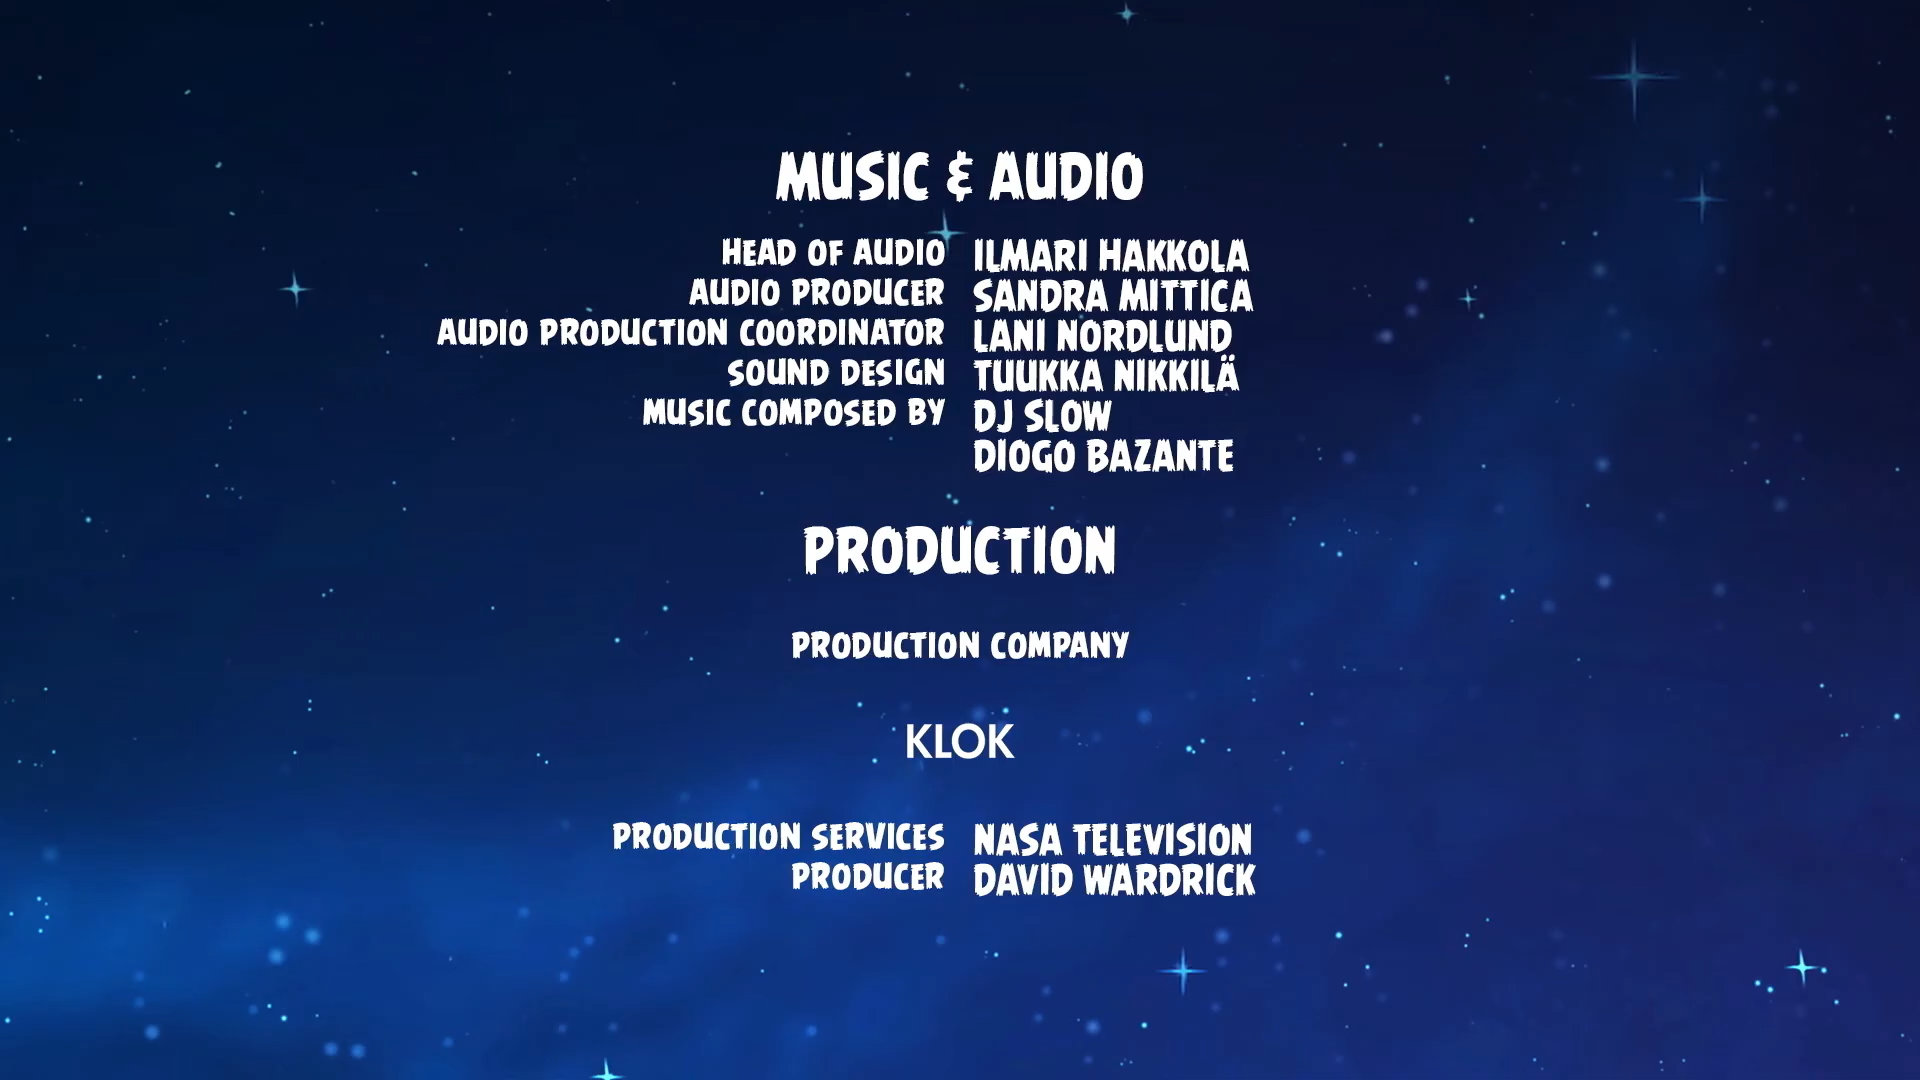 MUSIC & AUDIO
HEAD OF AUDIO ILMARI HAKKOLA
AUDIO PRODUCER SANDRA MITTICA
AUDIO PRODUCTION COORDINATOR LANI NORDLUND
SOUND DESIGN TUUKKA NIKKILÄ
MUSIC COMPOSED BY DJ SLOW
DIOGO BAZANTE
PRODUCTION
PRODUCTION COMPANY
KLOK
PRODUCTION SERVICES NASA TELEVISION
PRODUCER DAVID WARDRICK